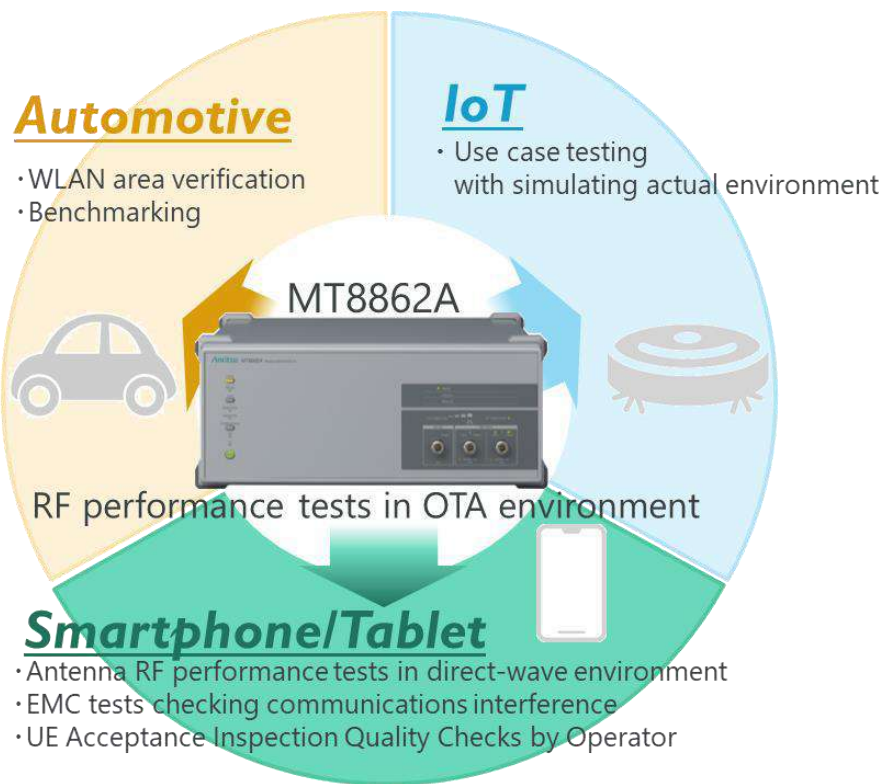 Automotive
・WLAN area verification
・Benchmarking
IoT
・Use case testing
with simulating actual environment
MT8862A
Anritsu MT8862A
RF performance tests in OTA environment
Smartphone/Tablet
・Antenna RF performance tests in direct-wave environment
・EMC tests checking communications interference
・UE Acceptance Inspection Quality Checks by Operator